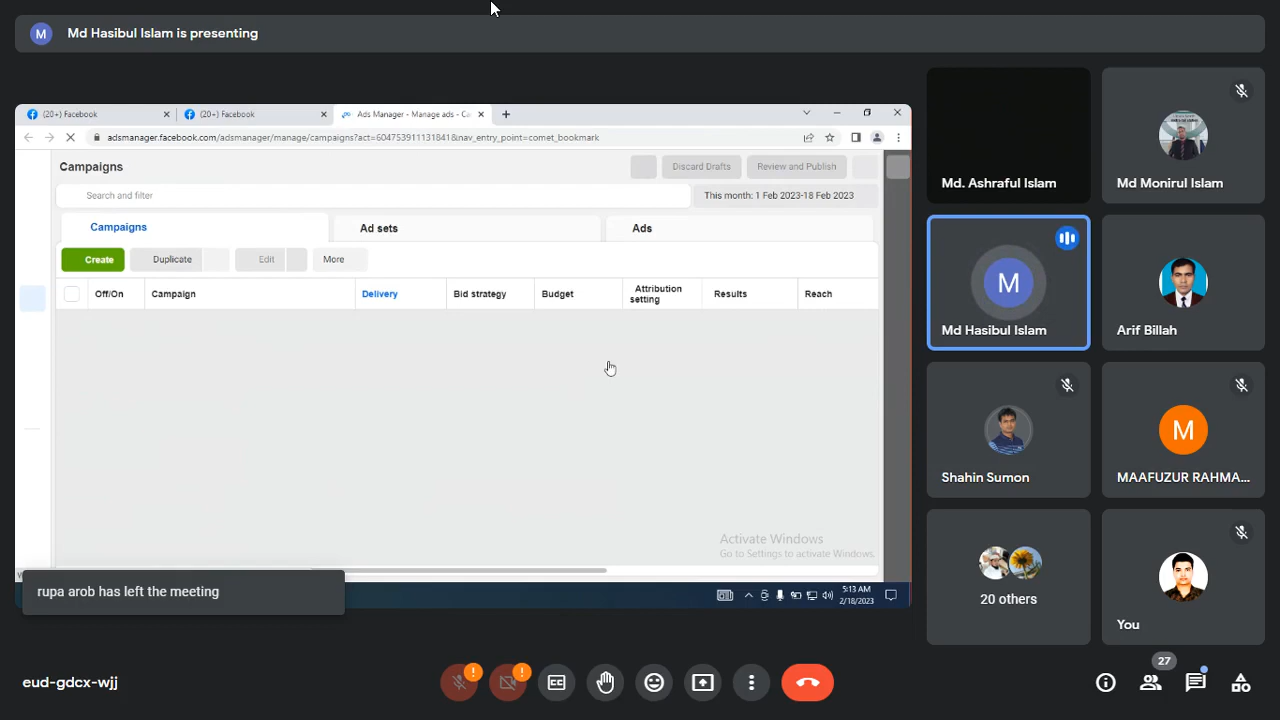 M Md Hasibul Islam is presenting
(20+) Facebook
(20+) Facebook
Ads Manager - Manage ads - Ca
adsmanager.facebook.com/adsmanager/manage/campaigns?act=604753911131841&nav_entry_point=comet_bookmark
Campaigns
Discard Drafts
Review and Publish
Search and filter
This month: 1 Feb 2023-18 Feb 2023
Campaigns
Ad sets
Ads
Create
Duplicate
Edit
More
Off/On
Campaign
Delivery
Bid strategy
Budget
Attribution
setting
Results
Reach
Activate Windows
Go to Settings to activate Windows.
5:13 AM
2/18/2023
rupa arob has left the meeting
Md. Ashraful Islam
Md Monirul Islam
M
Md Hasibul Islam
Arif Billah
Shahin Sumon
M
MAAFUZUR RAHMA...
20 others
You
eud-gdcx-wjj
27